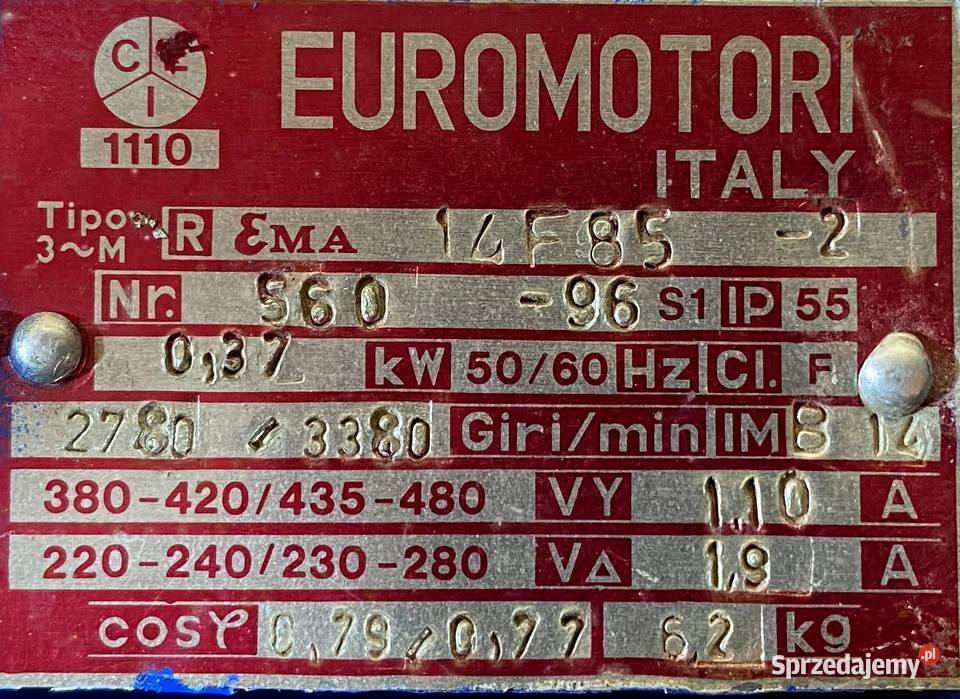 CEI
1110
EUROMOTORI
ITALY
Tipo R EMA 14F85 -2
3~M
Nr. 560 -96 S1 IP 55
0,37 kW 50/60 Hz Cl. F
2780 / 3380 Giri/min IM B 14
380-420/435-480 VY 1,10 A
220-240/230-280 V△ 1,9 A
cosφ 0,79/0,77 6,2 kg
Sprzedajemy.pl